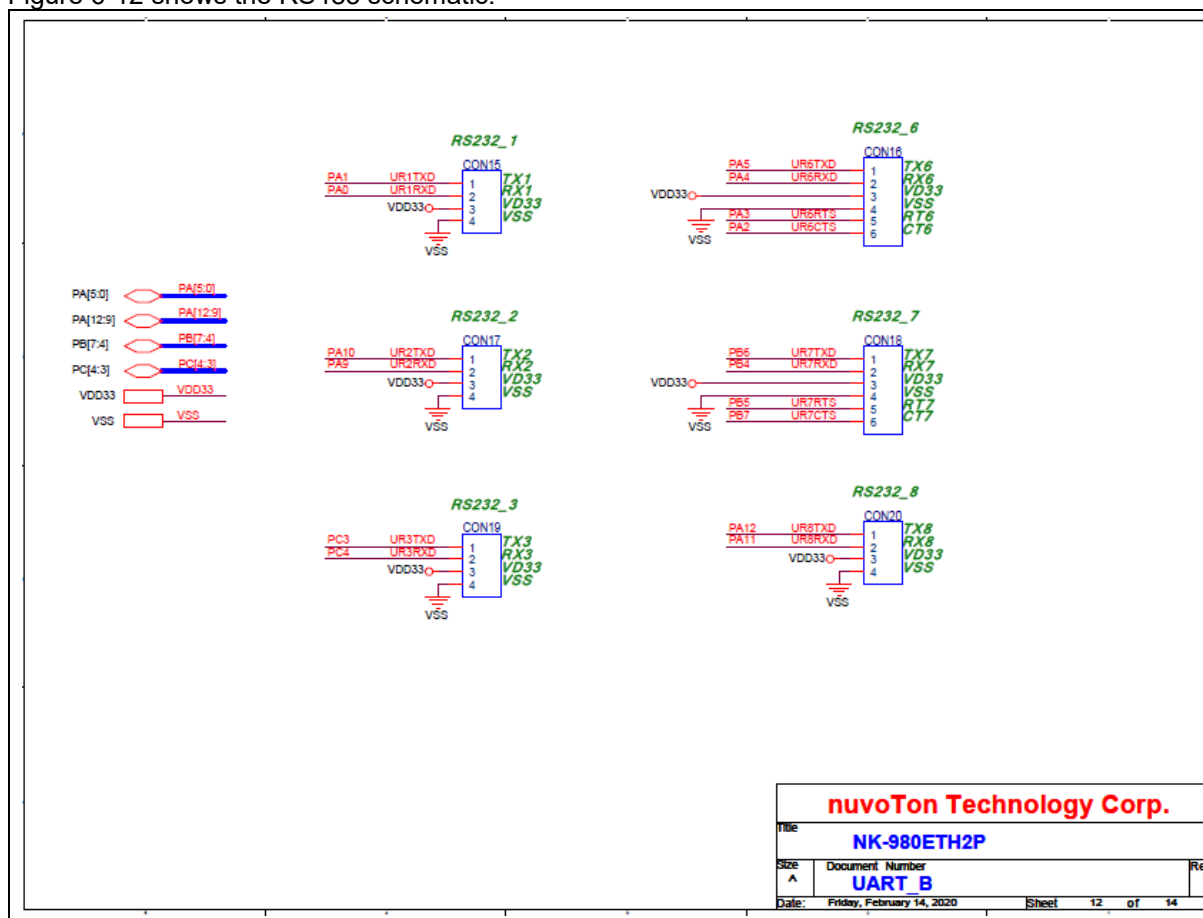 RS232_1
CON15
PA1 UR1TXD 1 TX1
PA0 UR1RXD 2 RX1
VDD33 3 VD33
4 VSS
VSS
RS232_6
CON16
PA5 UR6TXD 1 TX6
PA4 UR6RXD 2 RX6
VDD33 3 VD33
4 VSS
PA3 UR6RTS 5 RT6
PA2 UR6CTS 6 CT6
VSS
PA[5:0] PA[5:0]
PA[12:9] PA[12:9]
PB[7:4] PB[7:4]
PC[4:3] PC[4:3]
VDD33 VDD33
VSS VSS
RS232_2
CON17
PA10 UR2TXD 1 TX2
PA9 UR2RXD 2 RX2
VDD33 3 VD33
4 VSS
VSS
RS232_7
CON18
PB6 UR7TXD 1 TX7
PB4 UR7RXD 2 RX7
VDD33 3 VD33
4 VSS
PB5 UR7RTS 5 RT7
PB7 UR7CTS 6 CT7
VSS
RS232_3
CON19
PC3 UR3TXD 1 TX3
PC4 UR3RXD 2 RX3
VDD33 3 VD33
4 VSS
VSS
RS232_8
CON20
PA12 UR8TXD 1 TX8
PA11 UR8RXD 2 RX8
VDD33 3 VD33
4 VSS
VSS
nuvoTon Technology Corp.
Title
NK-980ETH2P
Size Document Number Re
A UART_B
Date: Friday, February 14, 2020 Sheet 12 of 14